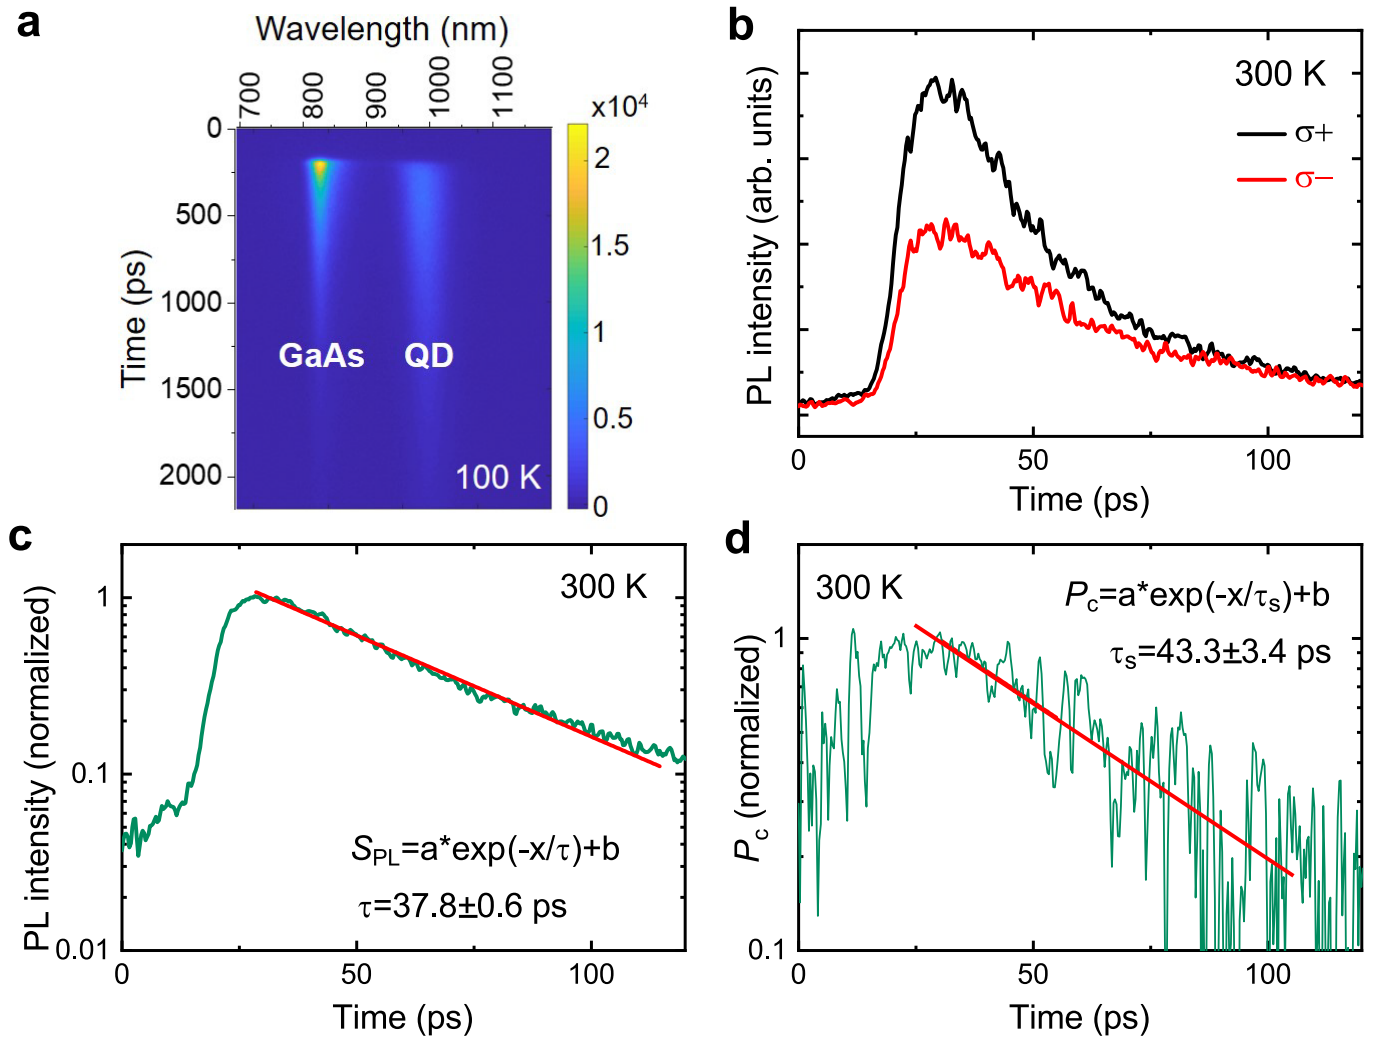 a
Wavelength (nm)
700 800 900 1000 1100
x10⁴
0
500
1000
1500
2000
Time (ps)
GaAs QD
100 K
2
1.5
1
0.5
0
b
300 K
σ+
σ−
PL intensity (arb. units)
0 50 100
Time (ps)
c
300 K
PL intensity (normalized)
1
0.1
0.01
S_PL=a*exp(-x/τ)+b
τ=37.8±0.6 ps
0 50 100
Time (ps)
d
300 K
P_c=a*exp(-x/τ_s)+b
τ_s=43.3±3.4 ps
P_c (normalized)
1
0.1
0 50 100
Time (ps)